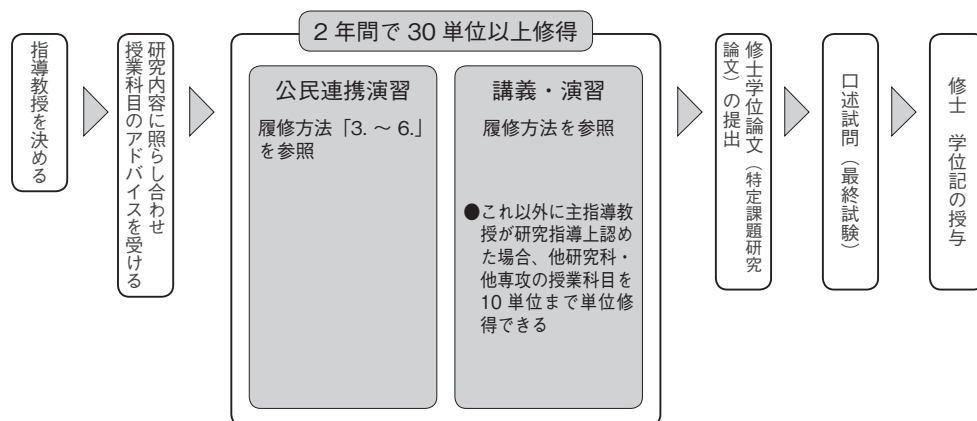 指導教授を決める
研究内容に照らし合わせ
授業科目のアドバイスを受ける
2年間で30単位以上修得
公民連携演習
履修方法「3. ~ 6.」
を参照
講義・演習
履修方法を参照
●これ以外に主指導教
授が研究指導上認め
た場合、他研究科・
他専攻の授業科目を
10単位まで単位修
得できる
修士学位論文（特定課題研究
論文）の提出
口述試問（最終試験）
修士 学位記の授与